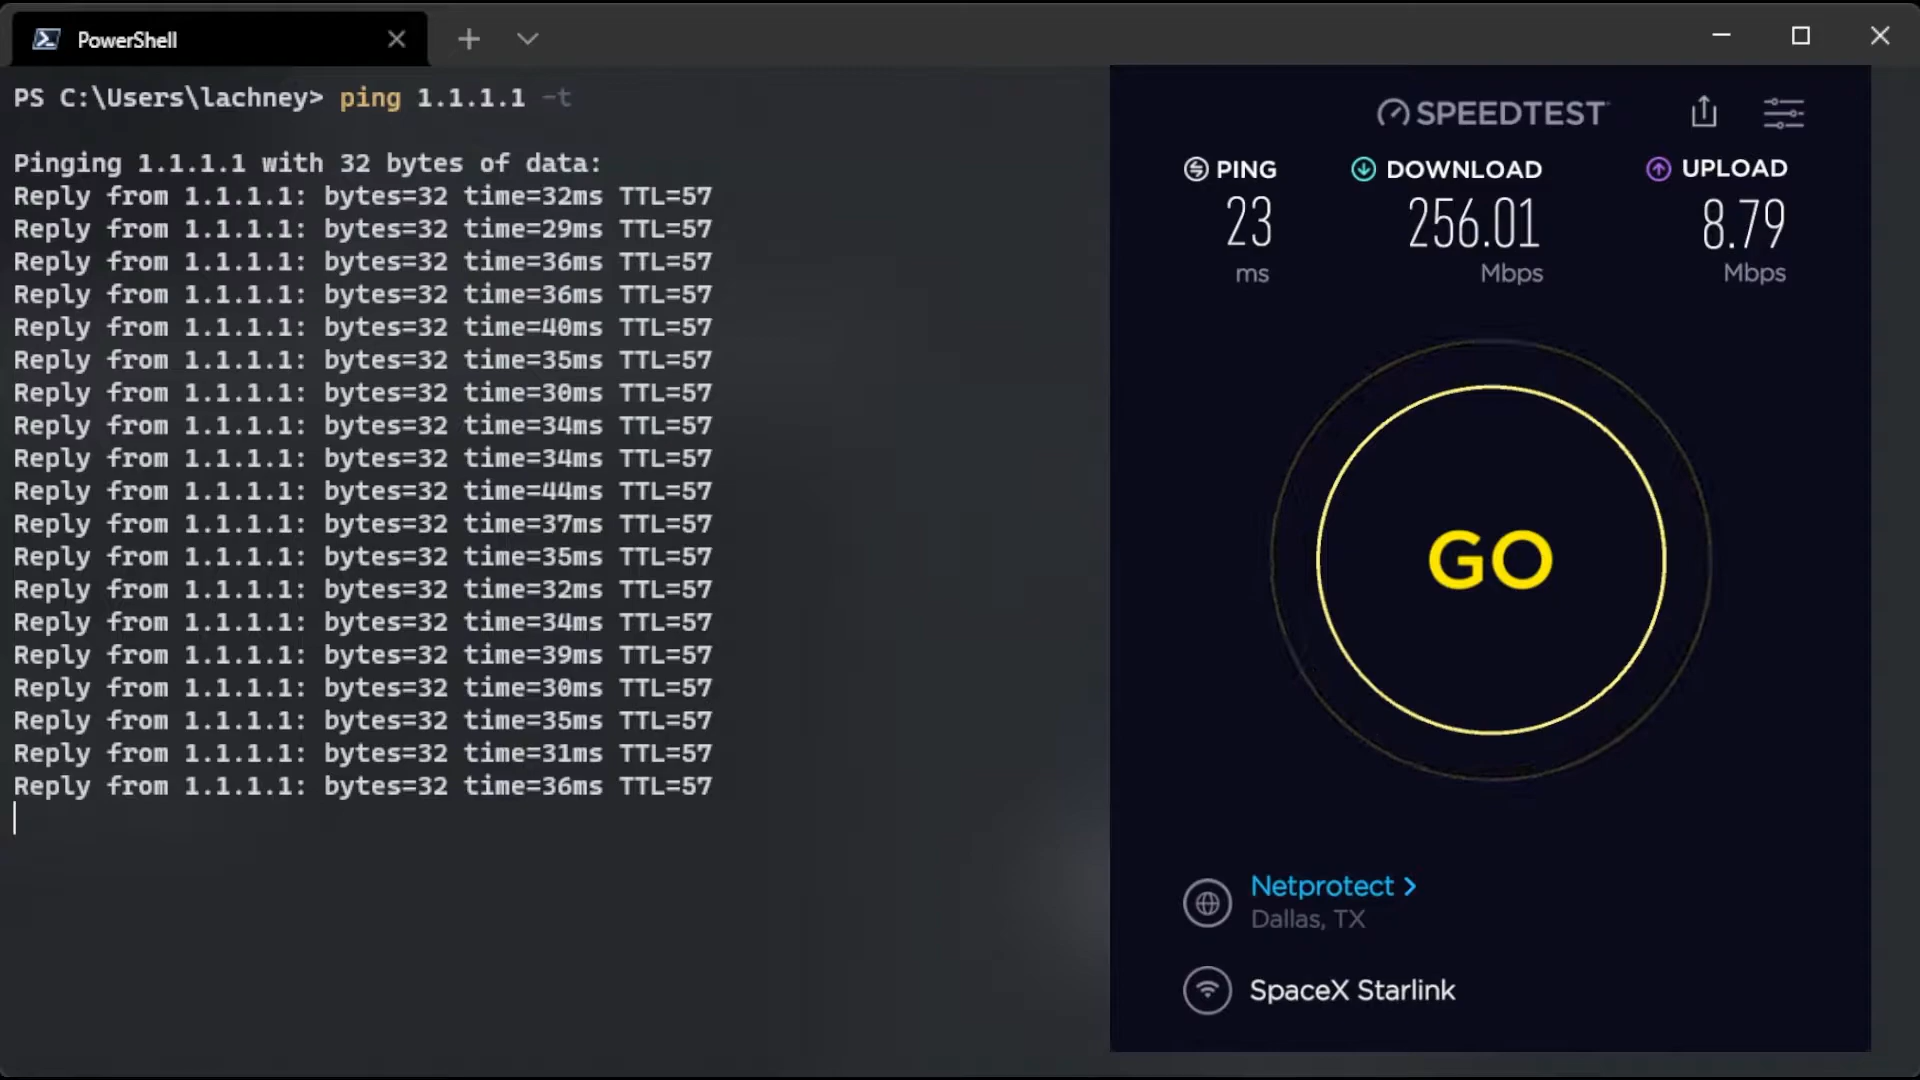 PowerShell
PS C:\Users\lachney> ping 1.1.1.1 -t
Pinging 1.1.1.1 with 32 bytes of data:
Reply from 1.1.1.1: bytes=32 time=32ms TTL=57
Reply from 1.1.1.1: bytes=32 time=29ms TTL=57
Reply from 1.1.1.1: bytes=32 time=36ms TTL=57
Reply from 1.1.1.1: bytes=32 time=36ms TTL=57
Reply from 1.1.1.1: bytes=32 time=40ms TTL=57
Reply from 1.1.1.1: bytes=32 time=35ms TTL=57
Reply from 1.1.1.1: bytes=32 time=30ms TTL=57
Reply from 1.1.1.1: bytes=32 time=34ms TTL=57
Reply from 1.1.1.1: bytes=32 time=34ms TTL=57
Reply from 1.1.1.1: bytes=32 time=44ms TTL=57
Reply from 1.1.1.1: bytes=32 time=37ms TTL=57
Reply from 1.1.1.1: bytes=32 time=35ms TTL=57
Reply from 1.1.1.1: bytes=32 time=32ms TTL=57
Reply from 1.1.1.1: bytes=32 time=34ms TTL=57
Reply from 1.1.1.1: bytes=32 time=39ms TTL=57
Reply from 1.1.1.1: bytes=32 time=30ms TTL=57
Reply from 1.1.1.1: bytes=32 time=35ms TTL=57
Reply from 1.1.1.1: bytes=32 time=31ms TTL=57
Reply from 1.1.1.1: bytes=32 time=36ms TTL=57
SPEEDTEST
PING DOWNLOAD UPLOAD
23 256.01 8.79
ms Mbps Mbps
GO
Netprotect
Dallas, TX
SpaceX Starlink